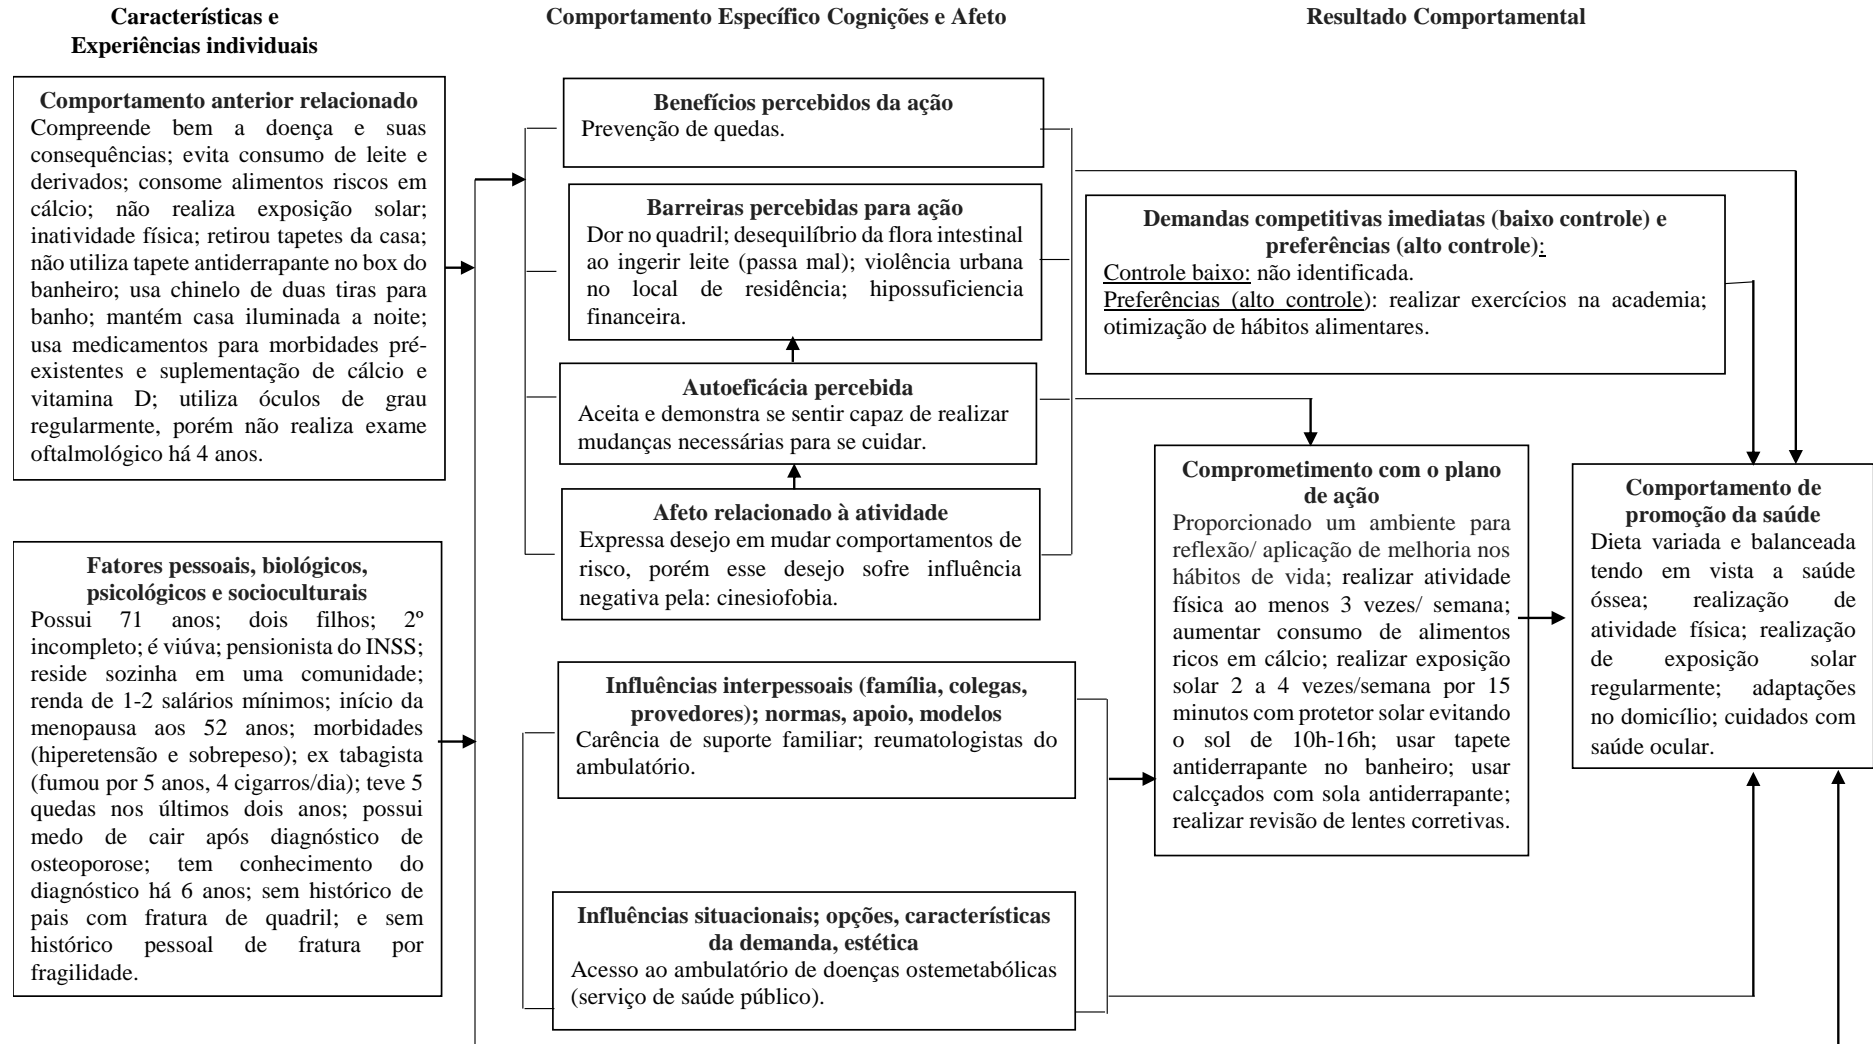 Características e
Experiências individuais
Comportamento Específico Cognições e Afeto
Resultado Comportamental
Comportamento anterior relacionado
Compreende bem a doença e suas
consequências; evita consumo de leite e
derivados; consome alimentos riscos em
cálcio; não realiza exposição solar;
inatividade física; retirou tapetes da casa;
não utiliza tapete antiderrapante no box do
banheiro; usa chinelo de duas tiras para
banho; mantém casa iluminada a noite;
usa medicamentos para morbidades pré-
existentes e suplementação de cálcio e
vitamina D; utiliza óculos de grau
regularmente, porém não realiza exame
oftalmológico há 4 anos.
Fatores pessoais, biológicos,
psicológicos e socioculturais
Possui 71 anos; dois filhos; 2º
incompleto; é viúva; pensionista do INSS;
reside sozinha em uma comunidade;
renda de 1-2 salários mínimos; início da
menopausa aos 52 anos; morbidades
(hiperetensão e sobrepeso); ex tabagista
(fumou por 5 anos, 4 cigarros/dia); teve 5
quedas nos últimos dois anos; possui
medo de cair após diagnóstico de
osteoporose; tem conhecimento do
diagnóstico há 6 anos; sem histórico de
pais com fratura de quadril; e sem
histórico pessoal de fratura por
fragilidade.
Benefícios percebidos da ação
Prevenção de quedas.
Barreiras percebidas para ação
Dor no quadril; desequilíbrio da flora intestinal
ao ingerir leite (passa mal); violência urbana
no local de residência; hipossuficiencia
financeira.
Autoeficácia percebida
Aceita e demonstra se sentir capaz de realizar
mudanças necessárias para se cuidar.
Afeto relacionado à atividade
Expressa desejo em mudar comportamentos de
risco, porém esse desejo sofre influência
negativa pela: cinesiofobia.
Influências interpessoais (família, colegas,
provedores); normas, apoio, modelos
Carência de suporte familiar; reumatologistas do
ambulatório.
Influências situacionais; opções, características
da demanda, estética
Acesso ao ambulatório de doenças ostemetabólicas
(serviço de saúde público).
Demandas competitivas imediatas (baixo controle) e
preferências (alto controle):
Controle baixo: não identificada.
Preferências (alto controle): realizar exercícios na academia;
otimização de hábitos alimentares.
Comprometimento com o plano
de ação
Proporcionado um ambiente para
reflexão/ aplicação de melhoria nos
hábitos de vida; realizar atividade
física ao menos 3 vezes/ semana;
aumentar consumo de alimentos
ricos em cálcio; realizar exposição
solar 2 a 4 vezes/semana por 15
minutos com protetor solar evitando
o sol de 10h-16h; usar tapete
antiderrapante no banheiro; usar
calcçados com sola antiderrapante;
realizar revisão de lentes corretivas.
Comportamento de
promoção da saúde
Dieta variada e balanceada
tendo em vista a saúde
óssea; realização de
atividade física; realização
de exposição solar
regularmente; adaptações
no domicílio; cuidados com
saúde ocular.